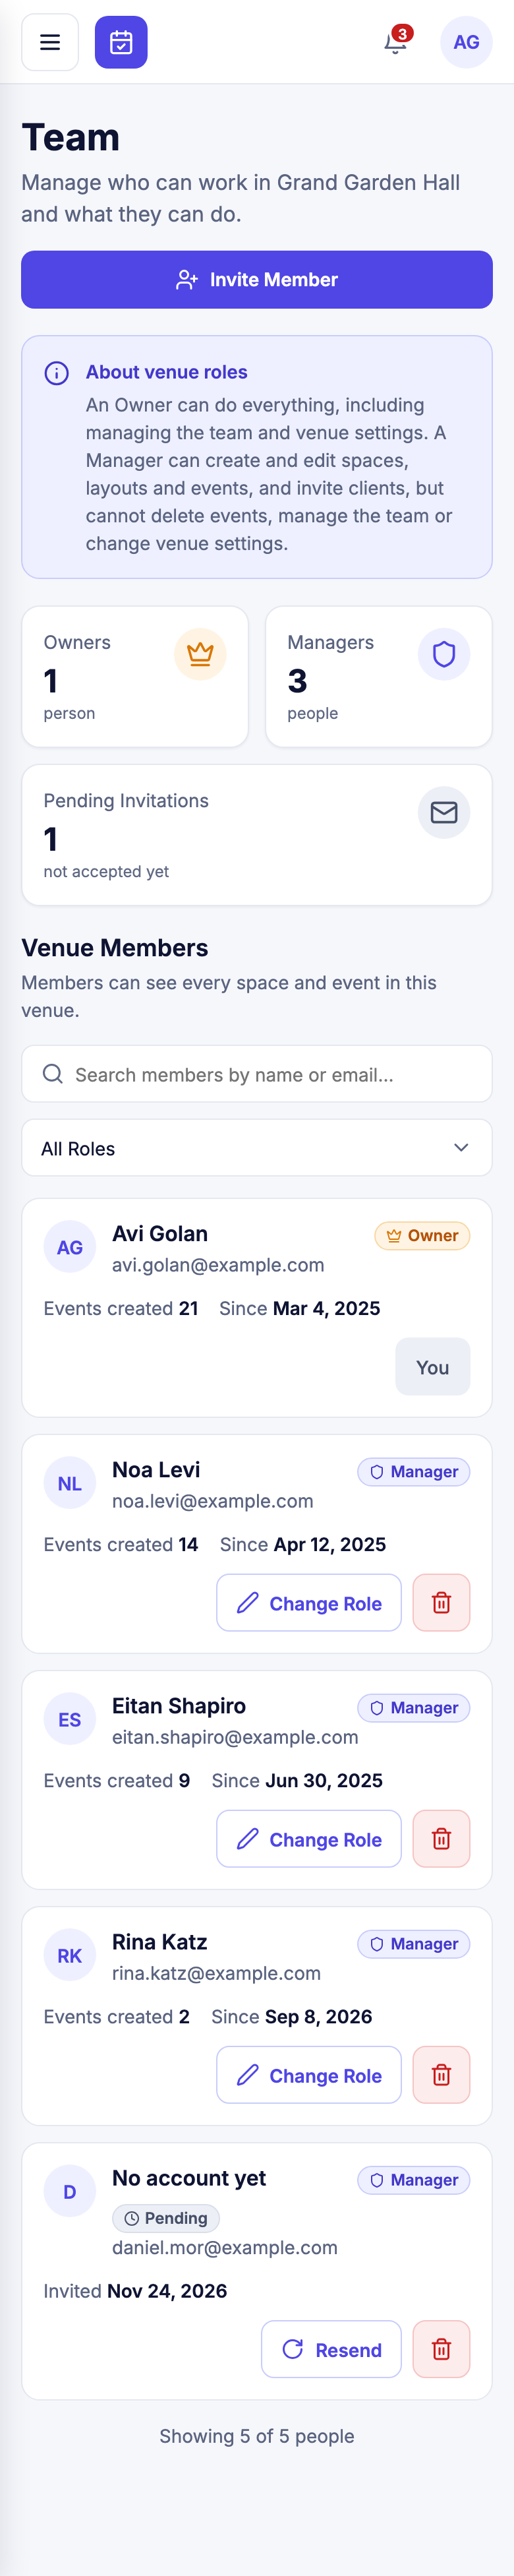 3
AG
Team
Manage who can work in Grand Garden Hall
and what they can do.
Invite Member
About venue roles
An Owner can do everything, including
managing the team and venue settings. A
Manager can create and edit spaces,
layouts and events, and invite clients, but
cannot delete events, manage the team or
change venue settings.
Owners
1
person
Managers
3
people
Pending Invitations
1
not accepted yet
Venue Members
Members can see every space and event in this
venue.
Search members by name or email...
All Roles
AG
Avi Golan
Owner
avi.golan@example.com
Events created 21 Since Mar 4, 2025
You
NL
Noa Levi
Manager
noa.levi@example.com
Events created 14 Since Apr 12, 2025
Change Role
ES
Eitan Shapiro
Manager
eitan.shapiro@example.com
Events created 9 Since Jun 30, 2025
Change Role
RK
Rina Katz
Manager
rina.katz@example.com
Events created 2 Since Sep 8, 2026
Change Role
D
No account yet
Manager
Pending
daniel.mor@example.com
Invited Nov 24, 2026
Resend
Showing 5 of 5 people